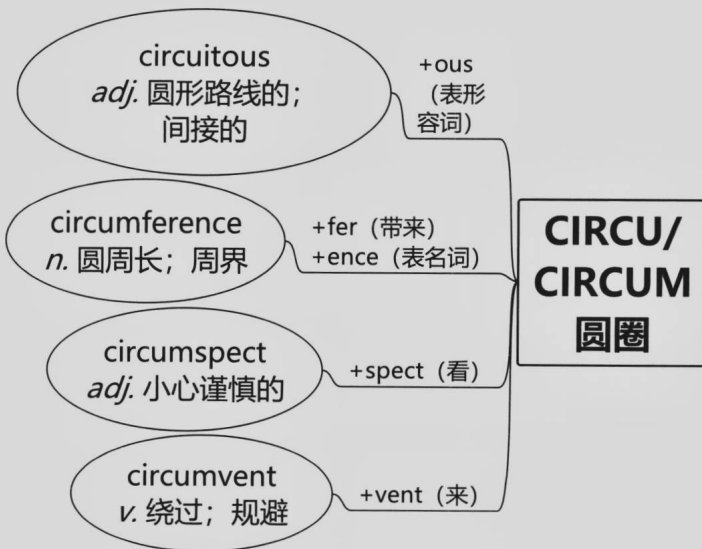 circuitous
adj. 圆形路线的；
间接的
+ous
（表形
容词）
circumference
n. 圆周长；周界
+fer（带来）
+ence（表名词）
circumspect
adj. 小心谨慎的
+spect（看）
circumvent
v. 绕过；规避
+vent（来）
CIRCU/
CIRCUM
圆圈